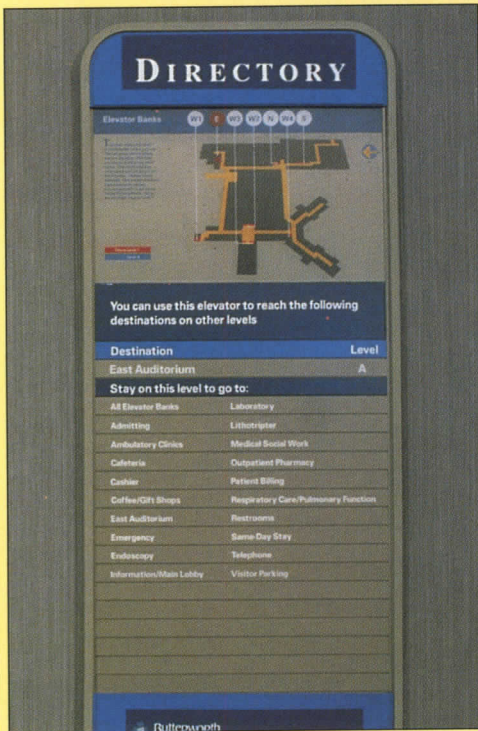 DIRECTORY
Elevator Banks W1 E W3 W2 N W4 S
You can use this elevator to reach the following
destinations on other levels
Destination Level
East Auditorium A
Stay on this level to go to:
All Elevator Banks Laboratory
Admitting Lithotripter
Ambulatory Clinics Medical Social Work
Cafeteria Outpatient Pharmacy
Cashier Patient Billing
Coffee/Gift Shops Respiratory Care/Pulmonary Function
East Auditorium Restrooms
Emergency Same-Day Stay
Endoscopy Telephone
Information/Main Lobby Visitor Parking
Butterworth